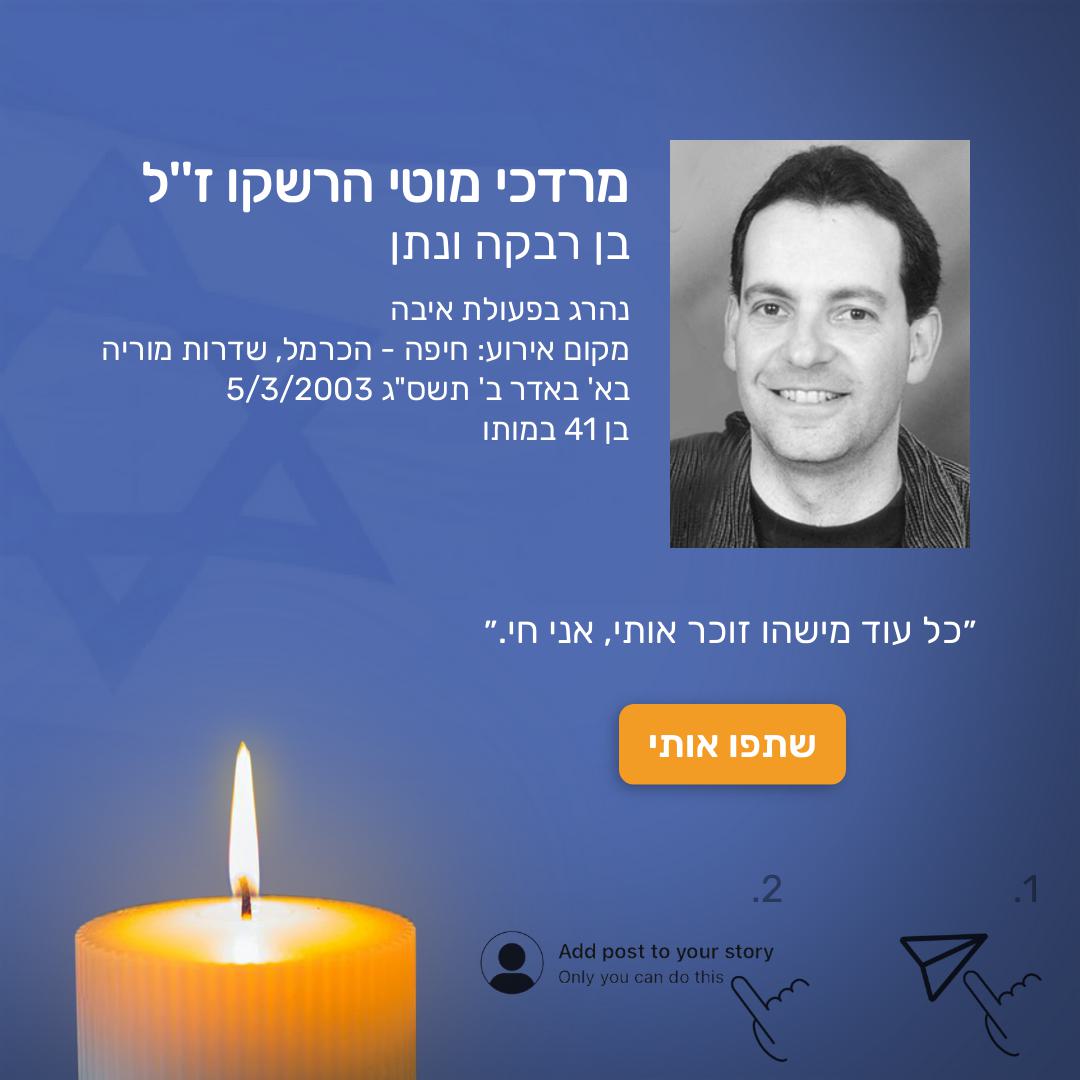 מרדכי מוטי הרשקו ז"ל
בן רבקה ונתן
נהרג בפעולת איבה
מקום אירוע: חיפה - הכרמל, שדרות מוריה
בא' באדר ב' תשס"ג 5/3/2003
בן 41 במותו
״כל עוד מישהו זוכר אותי, אני חי.״
שתפו אותי
1.
2.
Add post to your story
Only you can do this